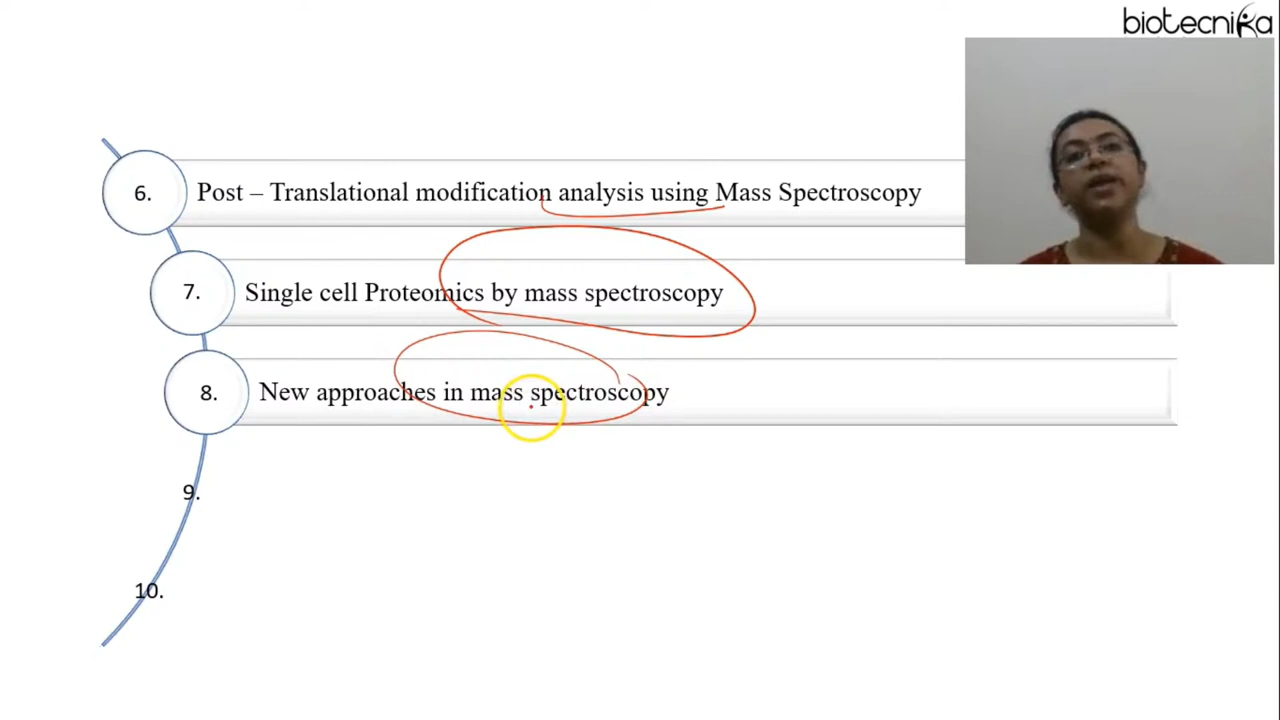 biotecnika
6. Post – Translational modification analysis using Mass Spectroscopy
7. Single cell Proteomics by mass spectroscopy
8. New approaches in mass spectroscopy
9.
10.